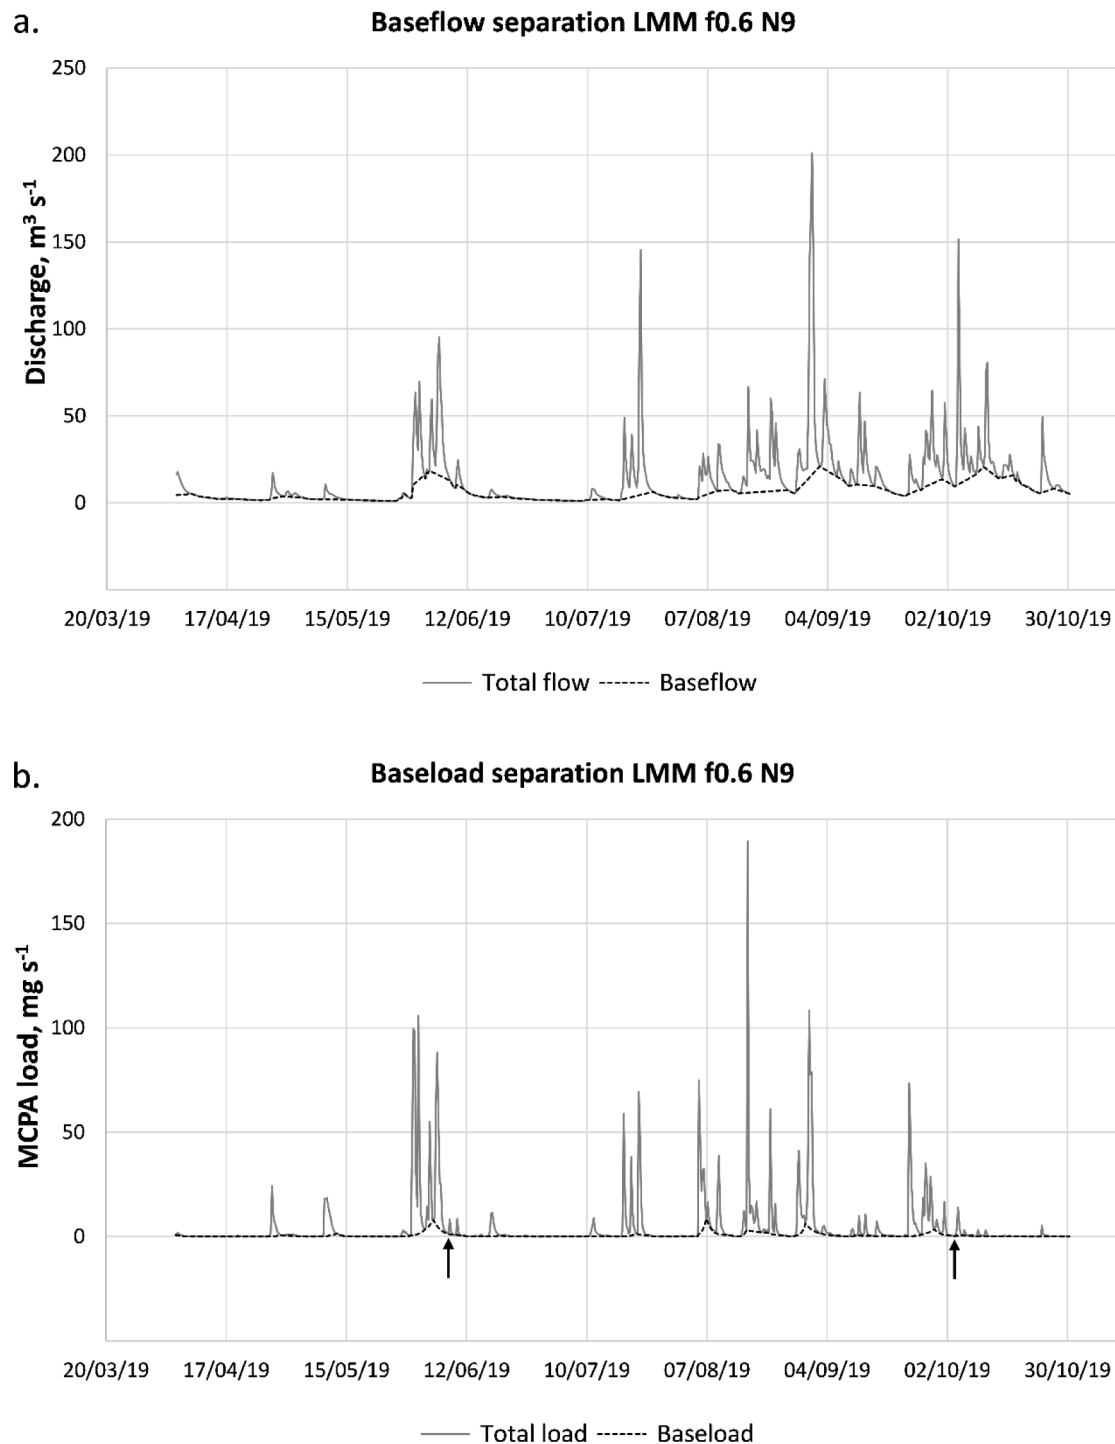 a.
Baseflow separation LMM f0.6 N9
Discharge, m³ s⁻¹
250
200
150
100
50
0
20/03/19 17/04/19 15/05/19 12/06/19 10/07/19 07/08/19 04/09/19 02/10/19 30/10/19
Total flow Baseflow
b.
Baseload separation LMM f0.6 N9
MCPA load, mg s⁻¹
200
150
100
50
0
20/03/19 17/04/19 15/05/19 12/06/19 10/07/19 07/08/19 04/09/19 02/10/19 30/10/19
Total load Baseload